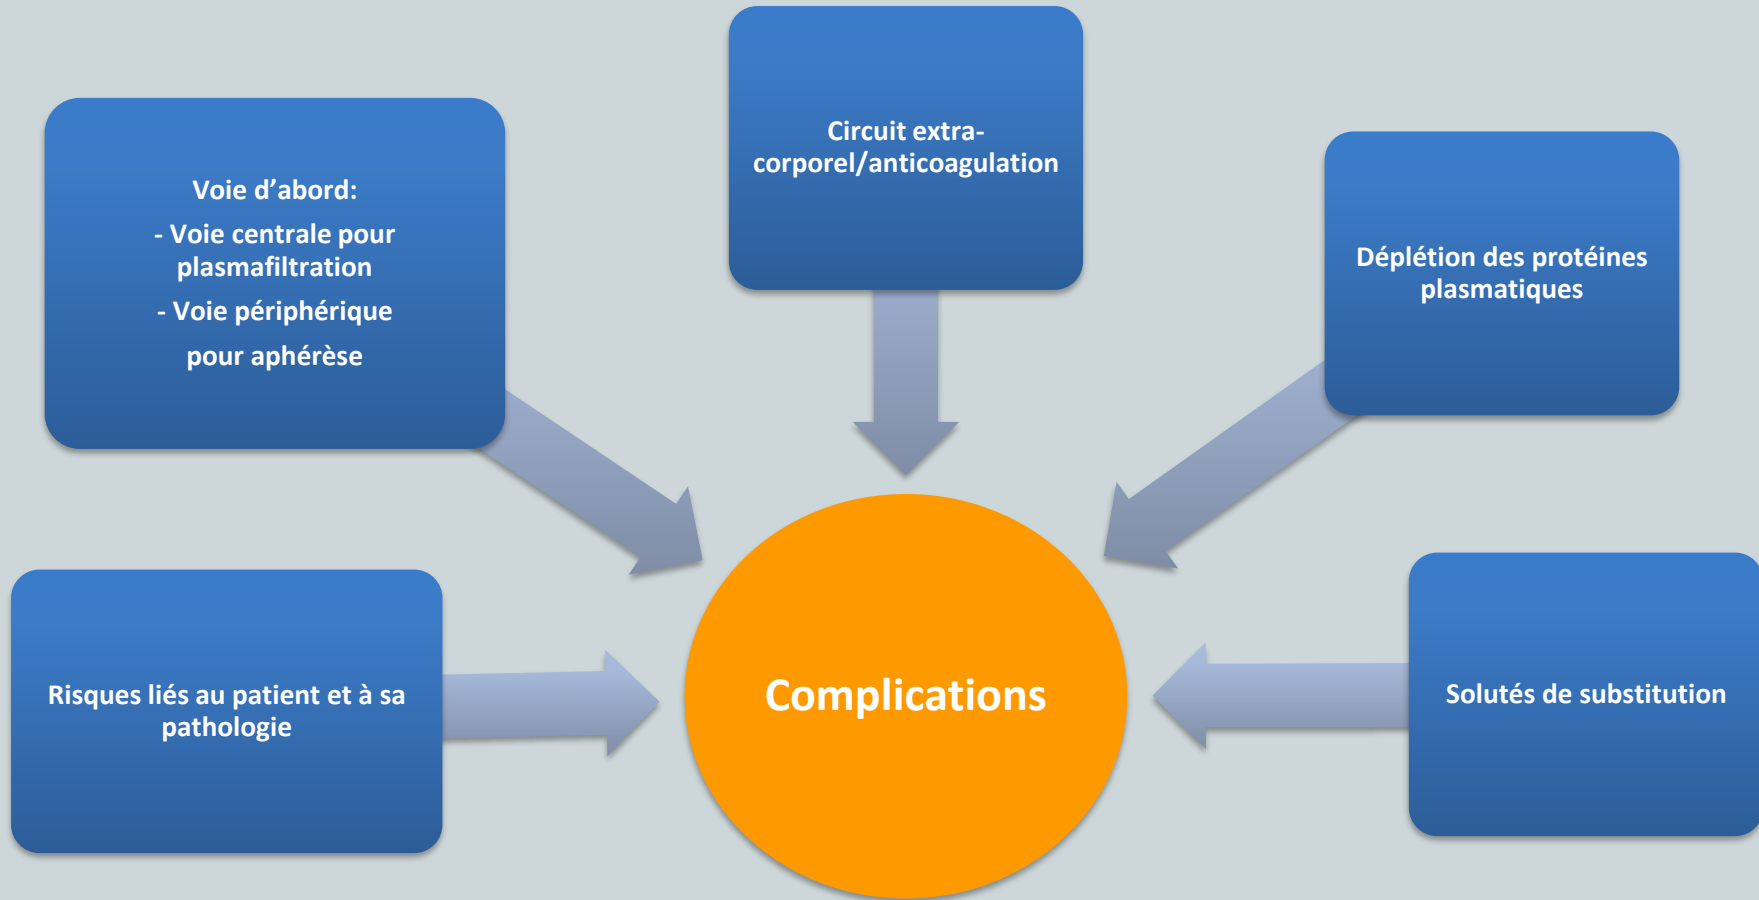 Circuit extra-
corporel/anticoagulation
Voie d’abord:
- Voie centrale pour
plasmafiltration
- Voie périphérique
pour aphérèse
Déplétion des protéines
plasmatiques
Risques liés au patient et à sa
pathologie
Complications
Solutés de substitution